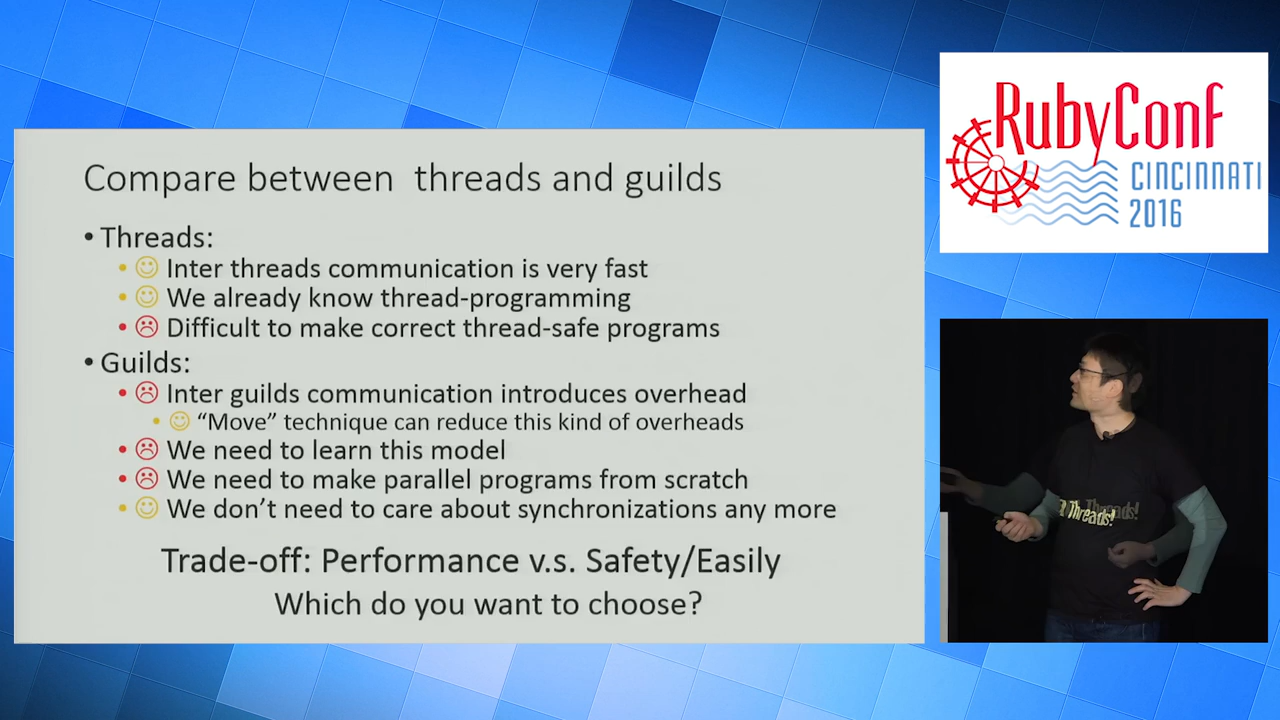 Compare between threads and guilds
• Threads:
• Inter threads communication is very fast
• We already know thread-programming
• Difficult to make correct thread-safe programs
• Guilds:
• Inter guilds communication introduces overhead
• “Move” technique can reduce this kind of overheads
• We need to learn this model
• We need to make parallel programs from scratch
• We don’t need to care about synchronizations any more
Trade-off: Performance v.s. Safety/Easily
Which do you want to choose?
RubyConf
CINCINNATI
2016
Threads!